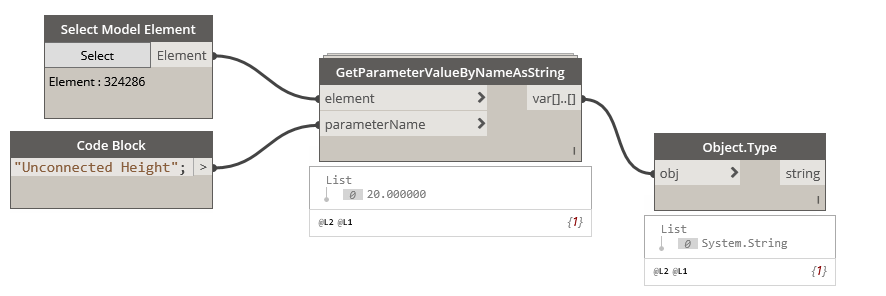 Select Model Element
Select
Element
Element : 324286
Code Block
"Unconnected Height"; >
GetParameterValueByNameAsString
element > var[]..[]
parameterName >
l
List
0 20.000000
@L2 @L1 {1}
Object.Type
obj > string
l
List
0 System.String
@L2 @L1 {1}